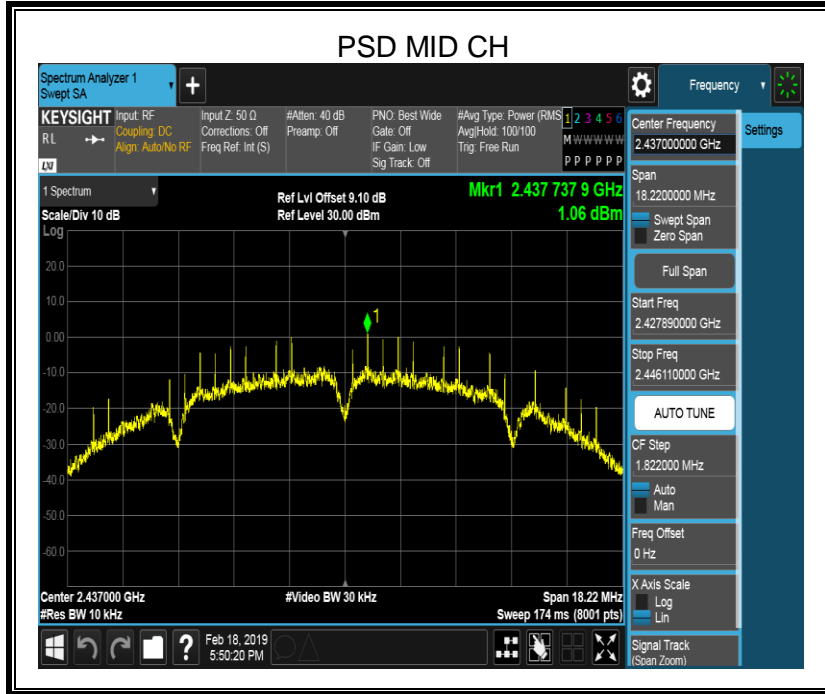 PSD MID CH
Spectrum Analyzer 1
Swept SA
+
Frequency
KEYSIGHT
RL
LXI
Input: RF
Coupling: DC
Align: Auto/No RF
Input Z: 50 Ω
Corrections: Off
Freq Ref: Int (S)
#Atten: 40 dB
Preamp: Off
PNO: Best Wide
Gate: Off
IF Gain: Low
Sig Track: Off
#Avg Type: Power (RMS
Avg|Hold: 100/100
Trig: Free Run
1 2 3 4 5 6
M W W W W W
P P P P P P
1 Spectrum
Scale/Div 10 dB
Log
Ref Lvl Offset 9.10 dB
Ref Level 30.00 dBm
Mkr1 2.437 737 9 GHz
1.06 dBm
20.0
10.0
0.00
-10.0
-20.0
-30.0
-40.0
-50.0
-60.0
1
Center 2.437000 GHz
#Res BW 10 kHz
#Video BW 30 kHz
Span 18.22 MHz
Sweep 174 ms (8001 pts)
Center Frequency
2.437000000 GHz
Span
18.2200000 MHz
Swept Span
Zero Span
Full Span
Start Freq
2.427890000 GHz
Stop Freq
2.446110000 GHz
AUTO TUNE
CF Step
1.822000 MHz
Auto
Man
Freq Offset
0 Hz
X Axis Scale
Log
Lin
Signal Track
(Span Zoom)
Settings
?
Feb 18, 2019
5:50:20 PM